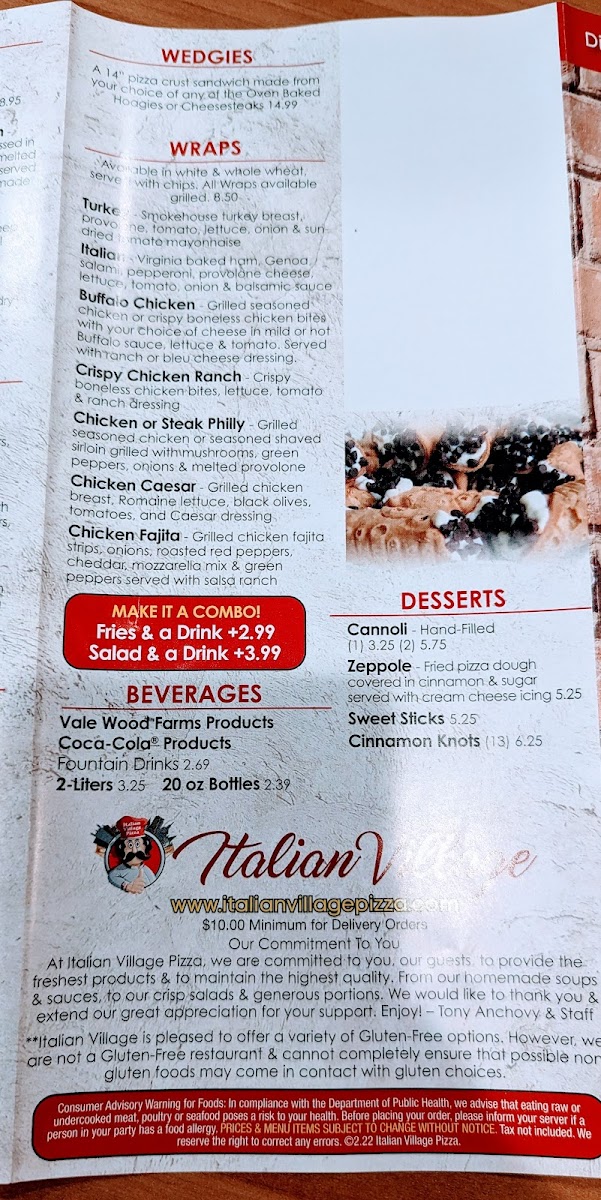 WEDGIES
A 14" pizza crust sandwich made from
your choice of any of the Oven Baked
Hoagies or Cheesesteaks 14.99
WRAPS
Available in white & whole wheat,
served with chips. All Wraps available
grilled. 8.50
Turkey - Smokehouse turkey breast,
provolone, tomato, lettuce, onion & sun-
dried tomato mayonnaise
Italian - Virginia baked ham, Genoa
salami, pepperoni, provolone cheese,
lettuce, tomato, onion & balsamic sauce
Buffalo Chicken - Grilled seasoned
chicken or crispy boneless chicken bites
with your choice of cheese in mild or hot
Buffalo sauce, lettuce & tomato. Served
with ranch or bleu cheese dressing.
Crispy Chicken Ranch - Crispy
boneless chicken bites, lettuce, tomato
& ranch dressing
Chicken or Steak Philly - Grilled
seasoned chicken or seasoned shaved
sirloin grilled withmushrooms, green
peppers, onions & melted provolone
Chicken Caesar - Grilled chicken
breast, Romaine lettuce, black olives,
tomatoes, and Caesar dressing
Chicken Fajita - Grilled chicken fajita
strips, onions, roasted red peppers,
cheddar, mozzarella mix & green
peppers served with salsa ranch
MAKE IT A COMBO!
Fries & a Drink +2.99
Salad & a Drink +3.99
BEVERAGES
Vale Wood Farms Products
Coca-Cola® Products
Fountain Drinks 2.69
2-Liters 3.25 20 oz Bottles 2.39
DESSERTS
Cannoli - Hand-Filled
(1) 3.25 (2) 5.75
Zeppole - Fried pizza dough
covered in cinnamon & sugar
served with cream cheese icing 5.25
Sweet Sticks 5.25
Cinnamon Knots (13) 6.25
Italian Village Pizza
Italian Village
www.italianvillagepizza.com
$10.00 Minimum for Delivery Orders
Our Commitment To You
At Italian Village Pizza, we are committed to you, our guests, to provide the
freshest products & to maintain the highest quality. From our homemade soups
& sauces, to our crisp salads & generous portions. We would like to thank you &
extend our great appreciation for your support. Enjoy! – Tony Anchovy & Staff
**Italian Village is pleased to offer a variety of Gluten-Free options. However, we
are not a Gluten-Free restaurant & cannot completely ensure that possible non
gluten foods may come in contact with gluten choices.
Consumer Advisory Warning for Foods: In compliance with the Department of Public Health, we advise that eating raw or
undercooked meat, poultry or seafood poses a risk to your health. Before placing your order, please inform your server if a
person in your party has a food allergy. PRICES & MENU ITEMS SUBJECT TO CHANGE WITHOUT NOTICE. Tax not included. We
reserve the right to correct any errors. ©2.22 Italian Village Pizza.